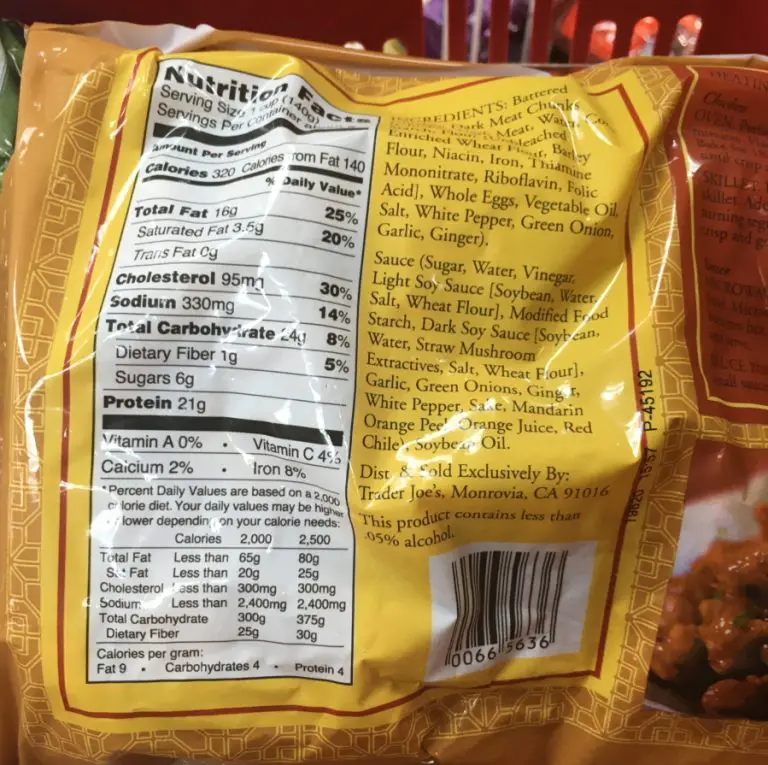 Nutrition Facts
Serving Size 1 cup (140g)
Servings Per Container
Amount Per Serving
Calories 320 Calories from Fat 140
% Daily Value*
Total Fat 16g 25%
Saturated Fat 3.5g 20%
Trans Fat 0g
Cholesterol 95mg 30%
Sodium 330mg 14%
Total Carbohydrate 24g 8%
Dietary Fiber 1g 5%
Sugars 6g
Protein 21g
Vitamin A 0% • Vitamin C 4%
Calcium 2% • Iron 8%
*Percent Daily Values are based on a 2,000
calorie diet. Your daily values may be higher
or lower depending on your calorie needs:
Calories 2,000 2,500
Total Fat Less than 65g 80g
Sat Fat Less than 20g 25g
Cholesterol Less than 300mg 300mg
Sodium Less than 2,400mg 2,400mg
Total Carbohydrate 300g 375g
Dietary Fiber 25g 30g
Calories per gram:
Fat 9 • Carbohydrates 4 • Protein 4
INGREDIENTS: Battered
Dark Meat Chunks
Meat, Water,
Enriched Wheat Bleached
Flour, Niacin, Iron, Thiamine
Mononitrate, Riboflavin, Folic
Acid], Whole Eggs, Vegetable Oil,
Salt, White Pepper, Green Onion,
Garlic, Ginger).
Sauce (Sugar, Water, Vinegar,
Light Soy Sauce [Soybean, Water,
Salt, Wheat Flour], Modified Food
Starch, Dark Soy Sauce [Soybean,
Water, Straw Mushroom
Extractives, Salt, Wheat Flour],
Garlic, Green Onions, Ginger,
White Pepper, Sake, Mandarin
Orange Peel, Orange Juice, Red
Chile), Soybean Oil.
Dist. & Sold Exclusively By:
Trader Joe's, Monrovia, CA 91016
This product contains less than
.05% alcohol.
0066 5636
P-45192
Chicken
OVEN
SKILLET
skillet